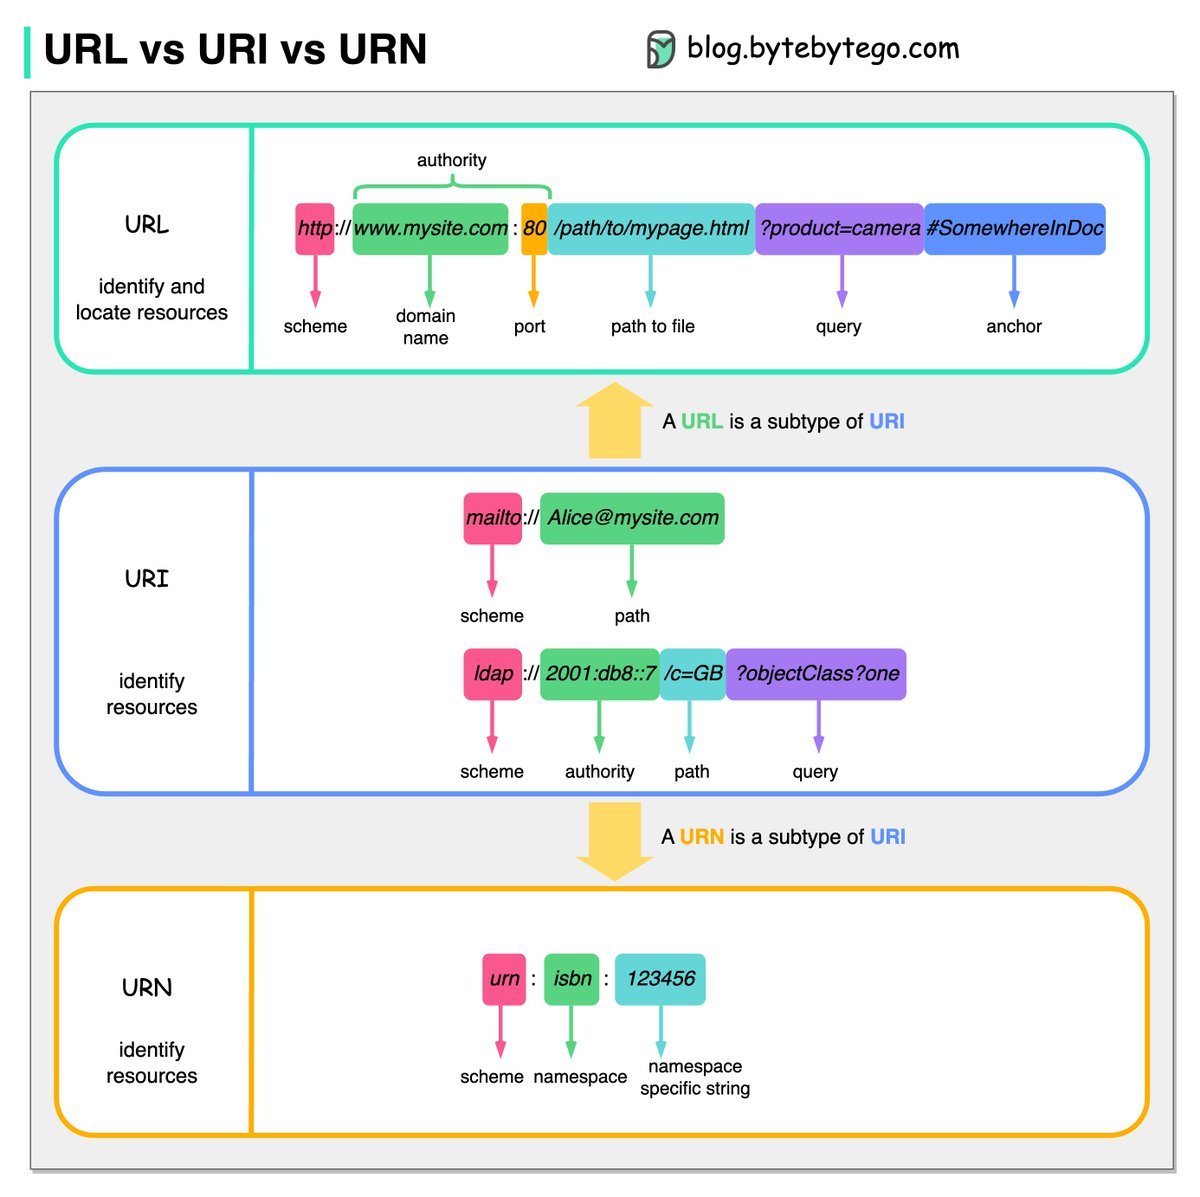 URL vs URI vs URN
blog.bytebytego.com
authority
URL
http://www.mysite.com:80/path/to/mypage.html?product=camera#SomewhereInDoc
identify and
locate resources
scheme
domain
name
port
path to file
query
anchor
A URL is a subtype of URI
URI
identify
resources
mailto://Alice@mysite.com
scheme
path
ldap://2001:db8::7/c=GB?objectClass?one
scheme
authority
path
query
A URN is a subtype of URI
URN
identify
resources
urn : isbn : 123456
scheme
namespace
namespace
specific string